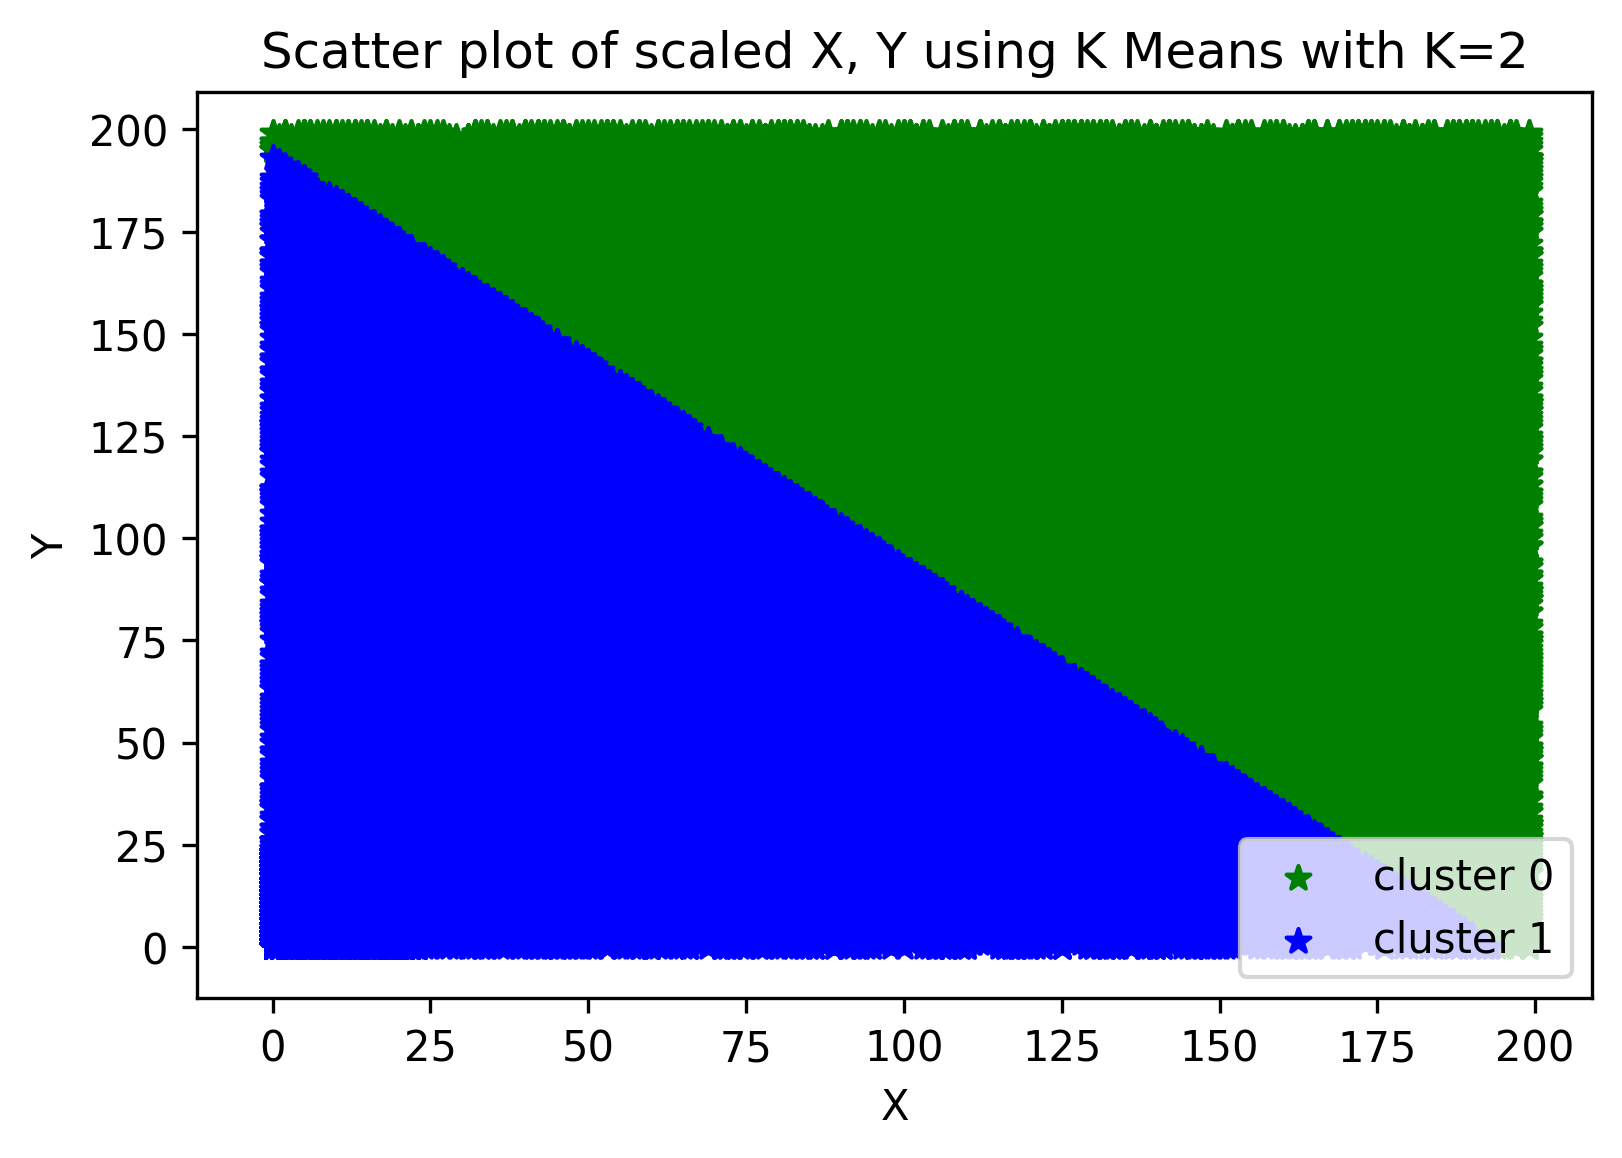 Scatter plot of scaled X, Y using K Means with K=2
200
175
150
125
100
75
50
25
0
Y
cluster 0
cluster 1
0 25 50 75 100 125 150 175 200
X